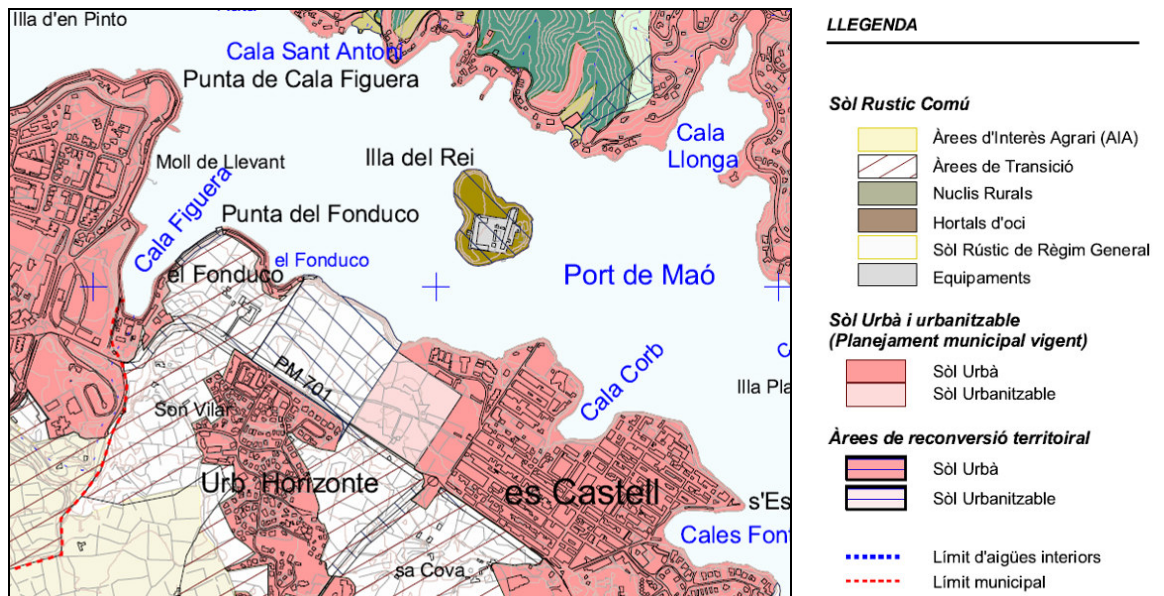 Illa d'en Pinto
Cala Sant Antoni
Punta de Cala Figuera
Cala
Llonga
Moll de Llevant
Illa del Rei
Cala Figuera
Punta del Fonduco
el Fonduco
el Fonduco
Port de Maó
PM 701
Cala Corb
Illa Pla
Son Vilar
Urb. Horizonte
es Castell
s'Es
Cales Font
sa Cova
LLEGENDA
Sòl Rustic Comú
Àrees d'Interès Agrari (AIA)
Àrees de Transició
Nuclis Rurals
Hortals d'oci
Sòl Rústic de Règim General
Equipaments
Sòl Urbà i urbanitzable
(Planejament municipal vigent)
Sòl Urbà
Sòl Urbanitzable
Àrees de reconversió territoiral
Sòl Urbà
Sòl Urbanitzable
Límit d'aigües interiors
Límit municipal